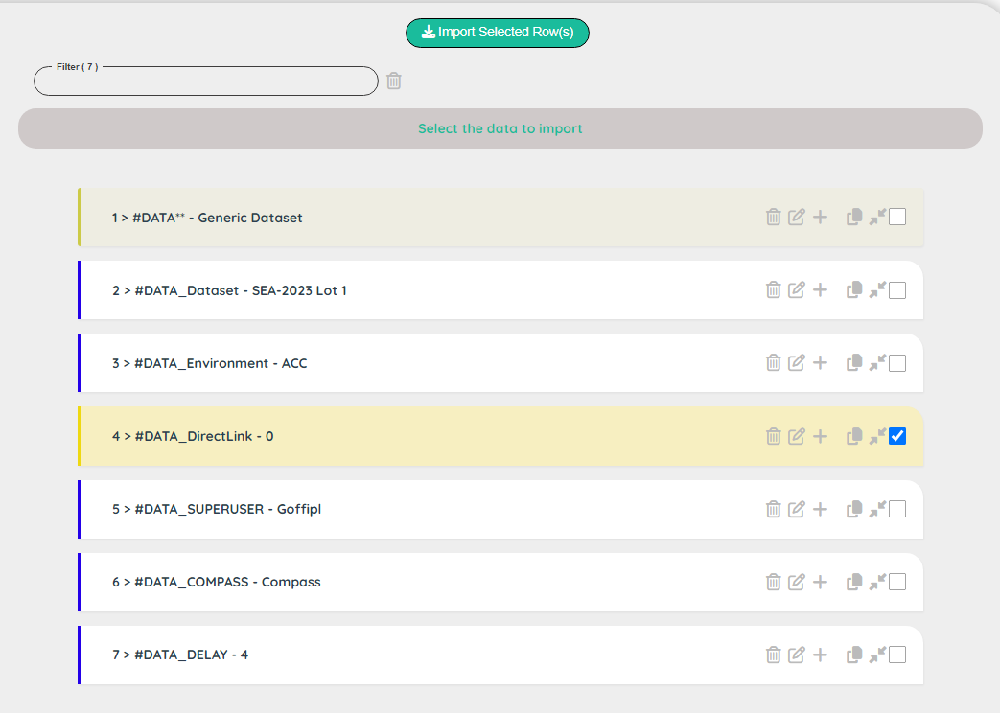 Import Selected Row(s)
Filter ( 7 )
Select the data to import
1 > #DATA** - Generic Dataset
2 > #DATA_Dataset - SEA-2023 Lot 1
3 > #DATA_Environment - ACC
4 > #DATA_DirectLink - 0
5 > #DATA_SUPERUSER - Goffipl
6 > #DATA_COMPASS - Compass
7 > #DATA_DELAY - 4